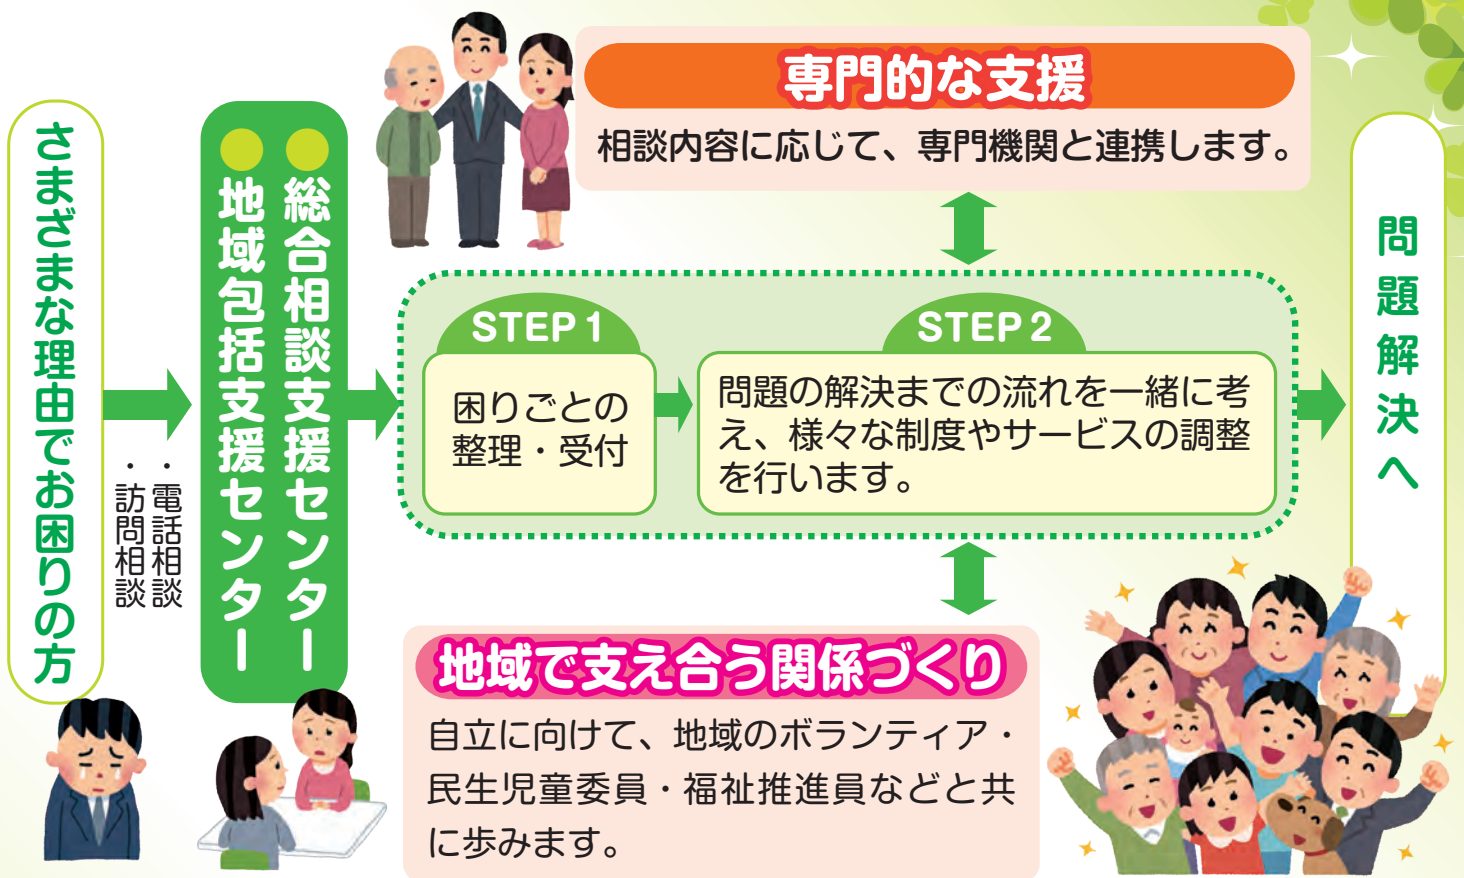 さまざまな理由でお困りの方
・電話相談
・訪問相談
●総合相談支援センター
●地域包括支援センター
専門的な支援
相談内容に応じて、専門機関と連携します。
STEP 1
困りごとの
整理・受付
STEP 2
問題の解決までの流れを一緒に考
え、様々な制度やサービスの調整
を行います。
地域で支え合う関係づくり
自立に向けて、地域のボランティア・
民生児童委員・福祉推進員などと共
に歩みます。
問題解決へ